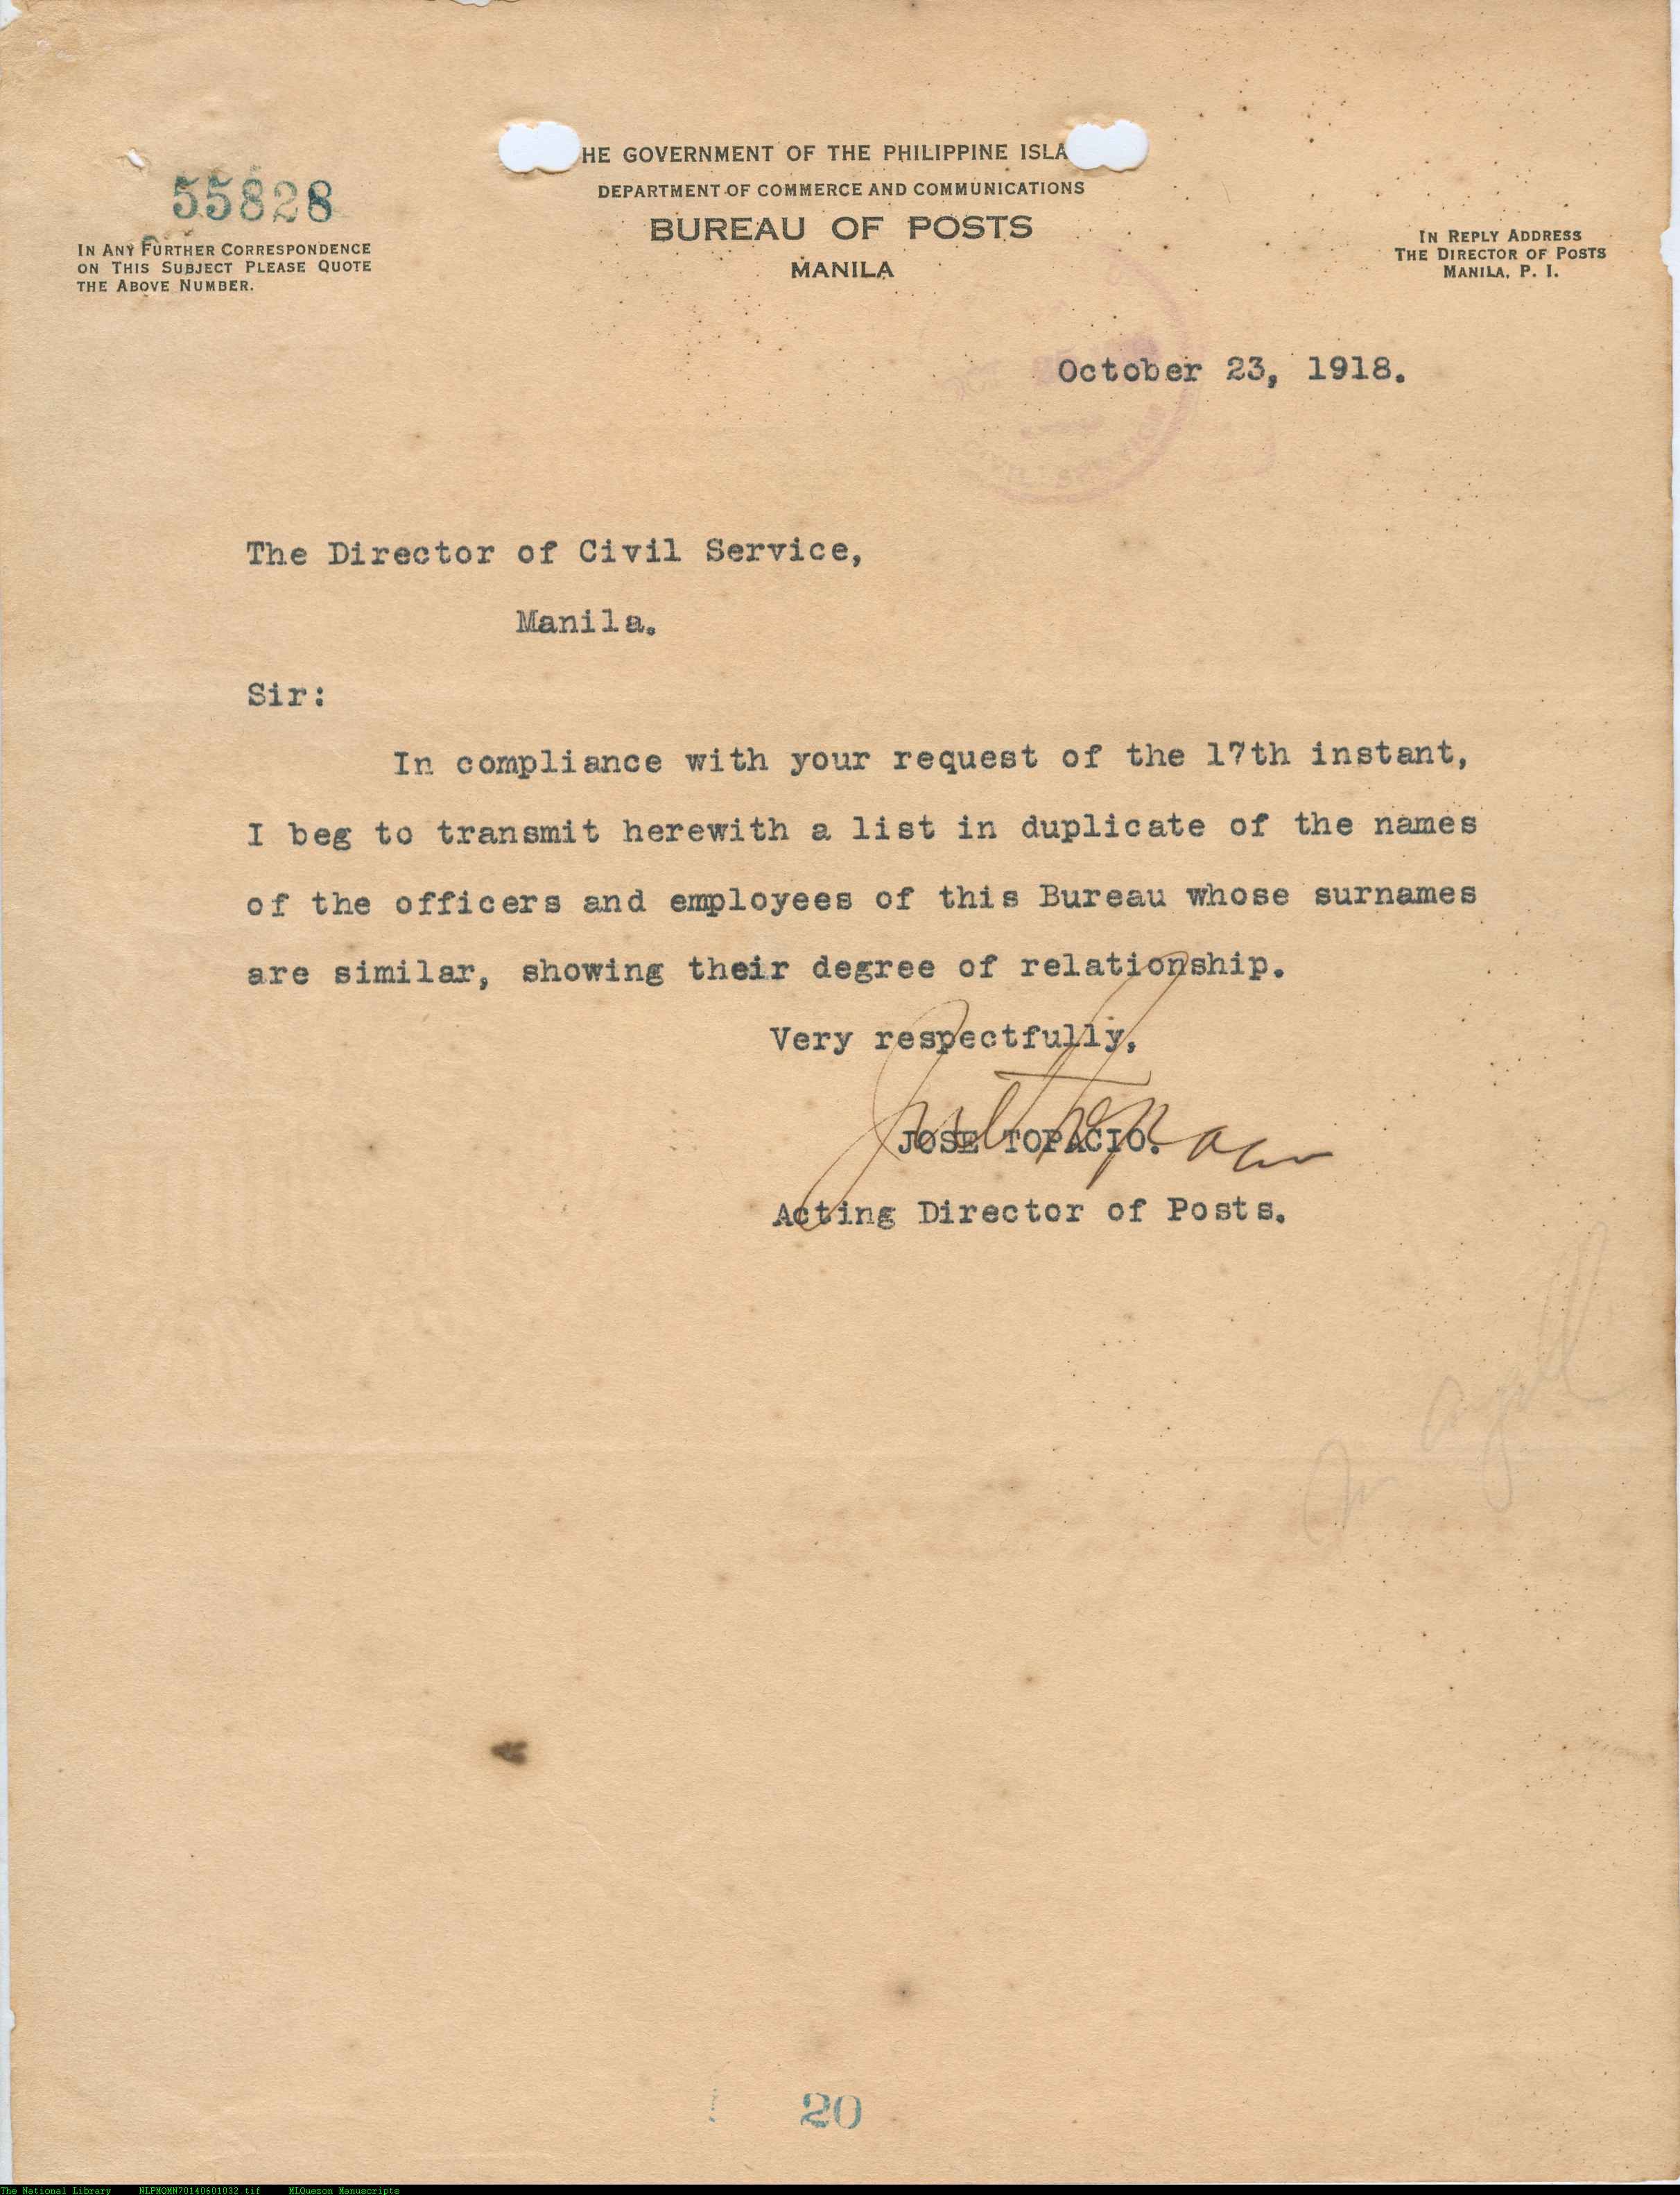 55828
IN ANY FURTHER CORRESPONDENCE
ON THIS SUBJECT PLEASE QUOTE
THE ABOVE NUMBER.
HE GOVERNMENT OF THE PHILIPPINE ISLA
DEPARTMENT OF COMMERCE AND COMMUNICATIONS
BUREAU OF POSTS
MANILA
IN REPLY ADDRESS
THE DIRECTOR OF POSTS
MANILA, P. I.
October 23, 1918.
The Director of Civil Service,
Manila.
Sir:
In compliance with your request of the 17th instant,
I beg to transmit herewith a list in duplicate of the names
of the officers and employees of this Bureau whose surnames
are similar, showing their degree of relationship.
Very respectfully,
JOSE TOPACIO.
Acting Director of Posts.
20
The National Library NLPMQMN70140601032.tif MLQuezon Manuscripts